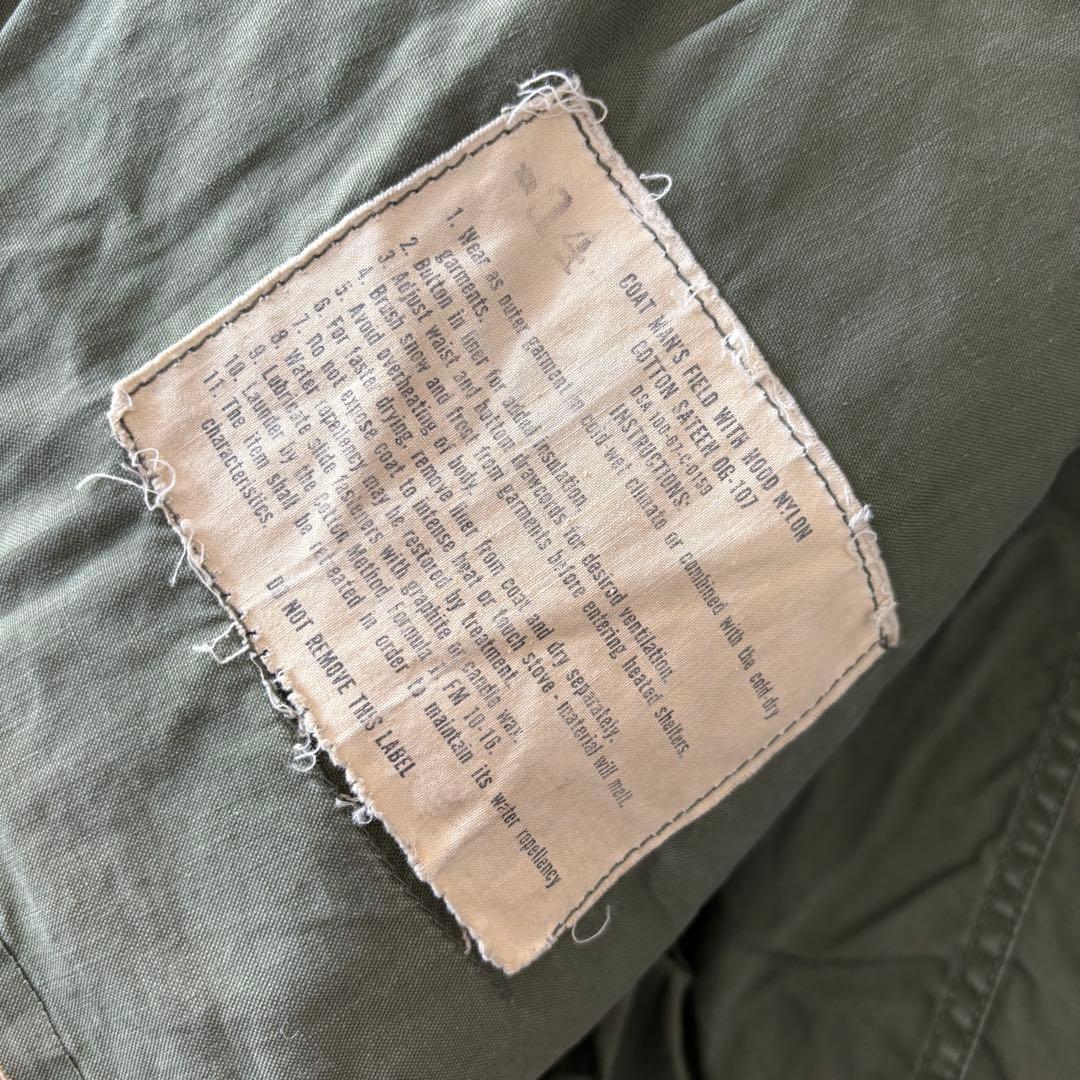 14
COAT MAN'S FIELD WITH HOOD NYLON
COTTON SATEEN OG-107
DSA 100-67-C-0150
INSTRUCTIONS:
1. Wear as outer garment in cold wet climate or combined with the cold-dry
garments.
2. Button in liner for added insulation
3. Adjust waist and bottom drawcords for desired ventilation.
4. Brush snow and frost from garments before entering heated shelters.
5. Avoid overheating of body.
6. For faster drying remove liner from coat and dry separately.
7. Do not expose coat to intense heat or touch stove - material will melt.
8. Water repellency may be restored by treatment.
9. Lubricate slide fasteners with graphite or candle wax.
10. Launder by the Cotton Method Formula II FM 10-16.
11. The item shall be retreated in order to maintain its water repellency
characteristics.
DO NOT REMOVE THIS LABEL